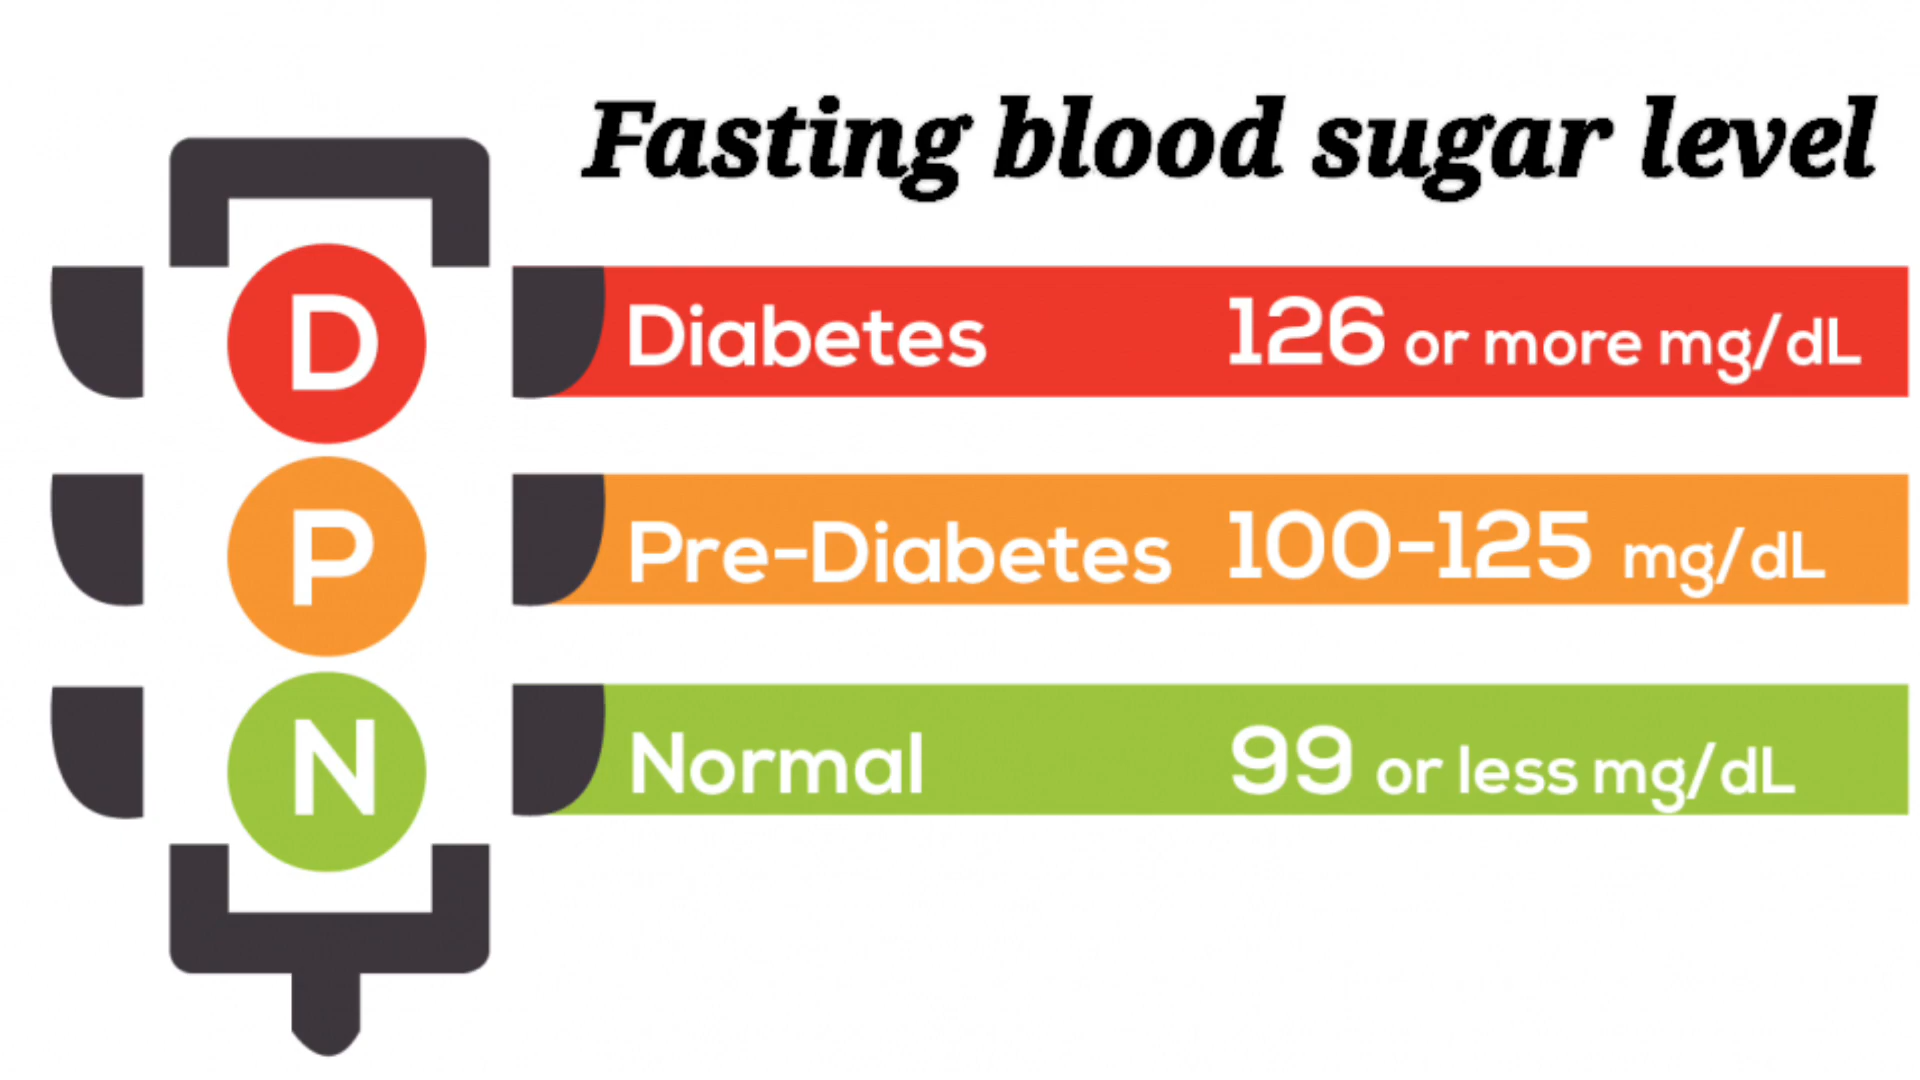 Fasting blood sugar level
D
Diabetes 126 or more mg/dL
P
Pre-Diabetes 100-125 mg/dL
N
Normal 99 or less mg/dL